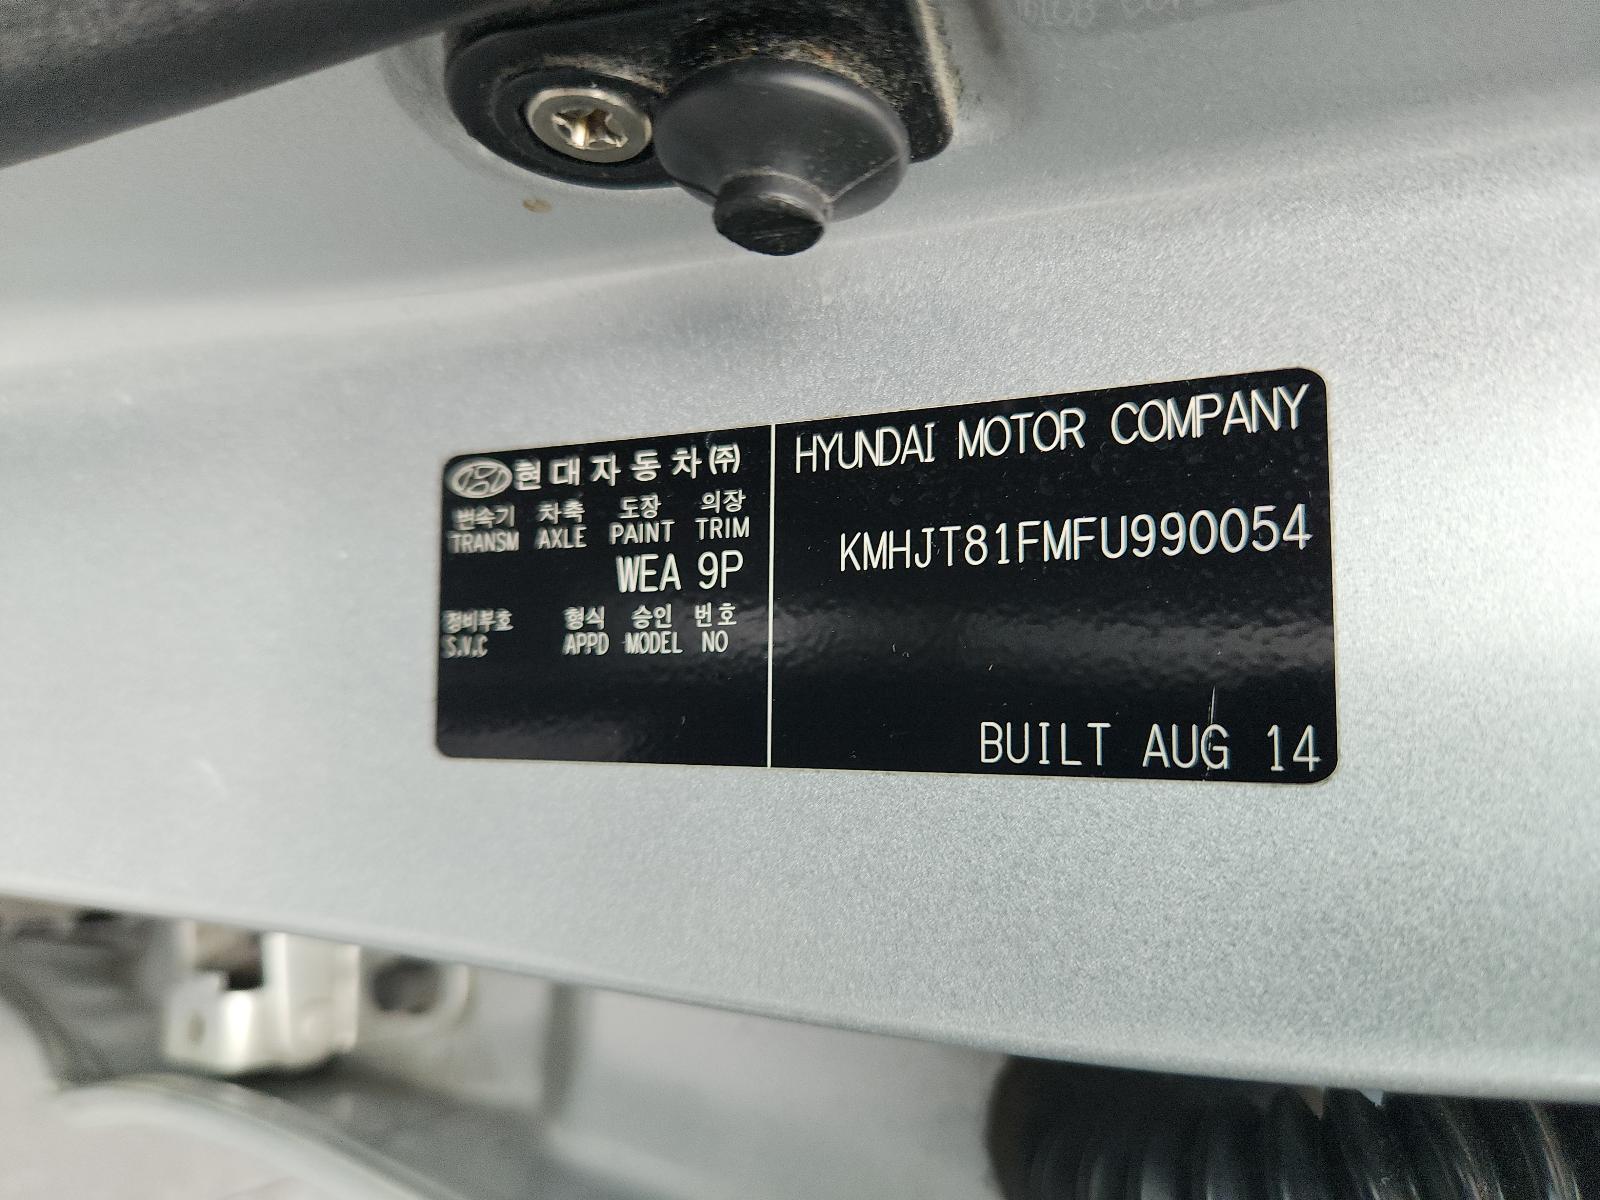 현대자동차㈜
변속기 차축 도장 의장
TRANSM AXLE PAINT TRIM
WEA 9P
정비부호 형식 승인 번호
S.V.C APPD MODEL NO
HYUNDAI MOTOR COMPANY
KMHJT81FMFU990054
BUILT AUG 14